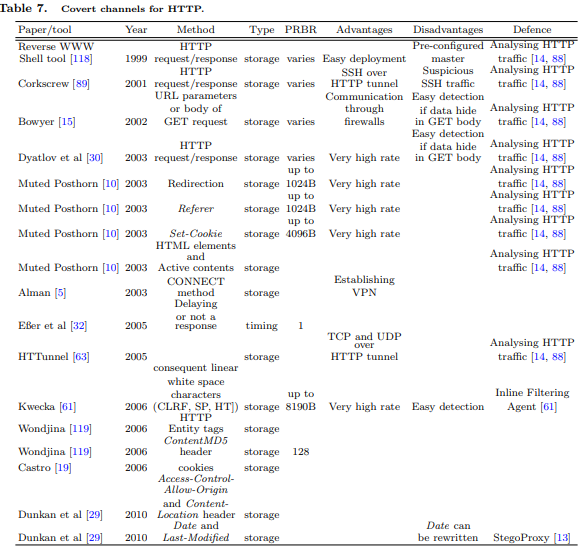 Table 7. Covert channels for HTTP.
Paper/tool Year Method Type PRBR Advantages Disadvantages Defence
Reverse WWW HTTP Pre-configured Analysing HTTP
Shell tool [118] 1999 request/response storage varies Easy deployment master traffic [14, 88]
HTTP SSH over Suspicious Analysing HTTP
Corkscrew [89] 2001 request/response storage varies HTTP tunnel SSH traffic traffic [14, 88]
URL parameters Communication Easy detection
or body of through if data hide Analysing HTTP
Bowyer [15] 2002 GET request storage varies firewalls in GET body traffic [14, 88]
Easy detection
HTTP if data hide Analysing HTTP
Dyatlov et al [30] 2003 request/response storage varies Very high rate in GET body traffic [14, 88]
up to Analysing HTTP
Muted Posthorn [10] 2003 Redirection storage 1024B Very high rate traffic [14, 88]
up to Analysing HTTP
Muted Posthorn [10] 2003 Referer storage 1024B Very high rate traffic [14, 88]
up to Analysing HTTP
Muted Posthorn [10] 2003 Set-Cookie storage 4096B Very high rate traffic [14, 88]
HTML elements
and Analysing HTTP
Muted Posthorn [10] 2003 Active contents storage traffic [14, 88]
CONNECT Establishing
Alman [5] 2003 method storage VPN
Delaying
or not a
Eßer et al [32] 2005 response timing 1
TCP and UDP
over Analysing HTTP
HTTunnel [63] 2005 storage HTTP tunnel traffic [14, 88]
consequent linear
white space
characters up to Inline Filtering
Kwecka [61] 2006 (CLRF, SP, HT]) storage 8190B Very high rate Easy detection Agent [61]
HTTP
Wondjina [119] 2006 Entity tags storage
ContentMD5
Wondjina [119] 2006 header storage 128
Castro [19] 2006 cookies storage
Access-Control-
Allow-Origin
and Content-
Dunkan et al [29] 2010 Location header storage
Date and Date can
Dunkan et al [29] 2010 Last-Modified storage be rewritten StegoProxy [13]